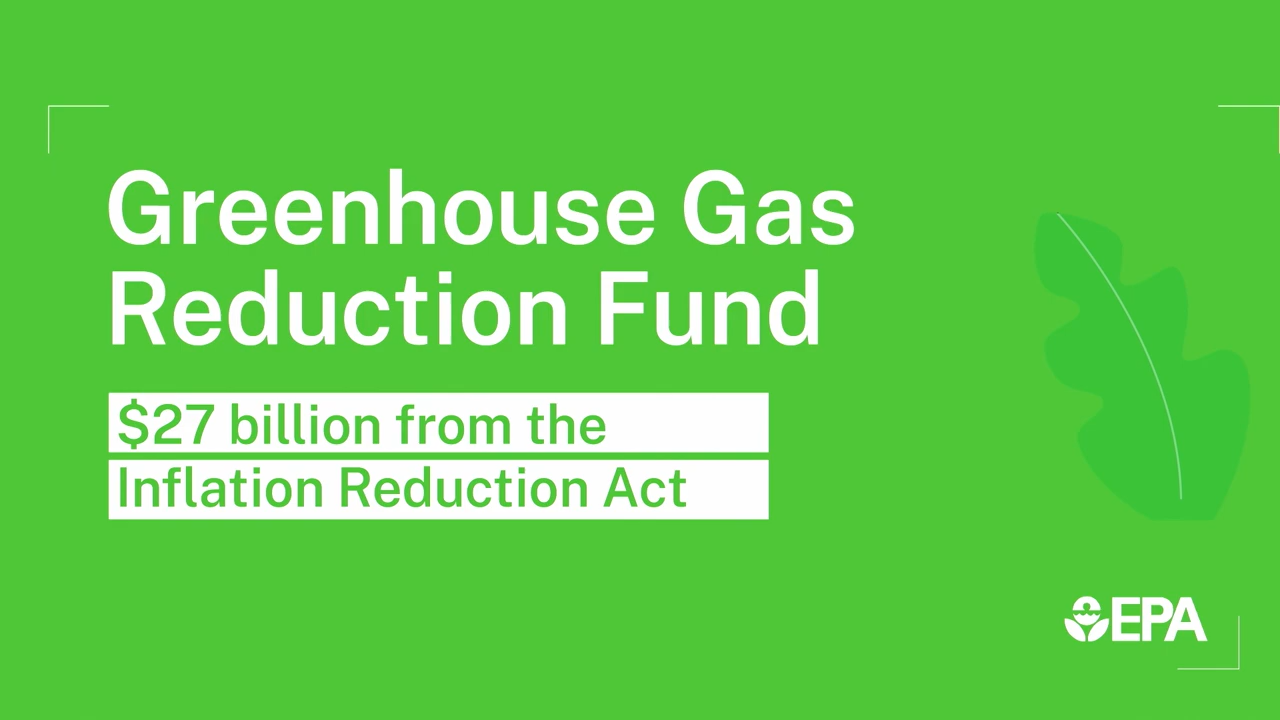 Greenhouse Gas
Reduction Fund
$27 billion from the
Inflation Reduction Act
EPA